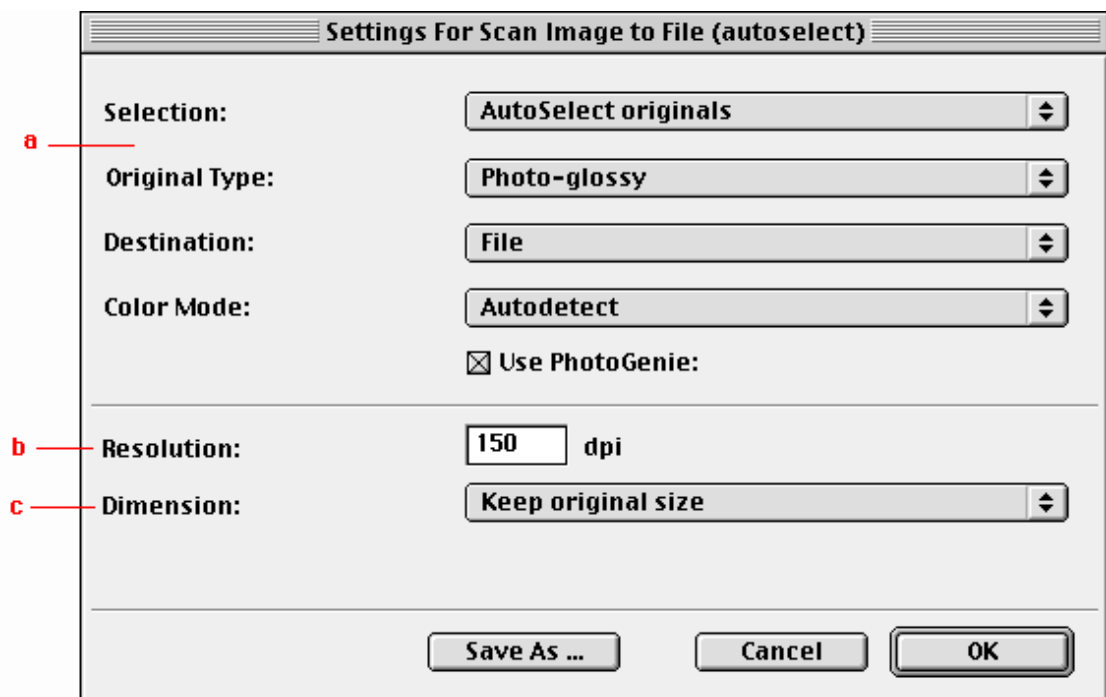 Settings For Scan Image to File (autoselect)
Selection: AutoSelect originals
a
Original Type: Photo-glossy
Destination: File
Color Mode: Autodetect
Use PhotoGenie:
b Resolution: 150 dpi
c Dimension: Keep original size
Save As ... Cancel OK